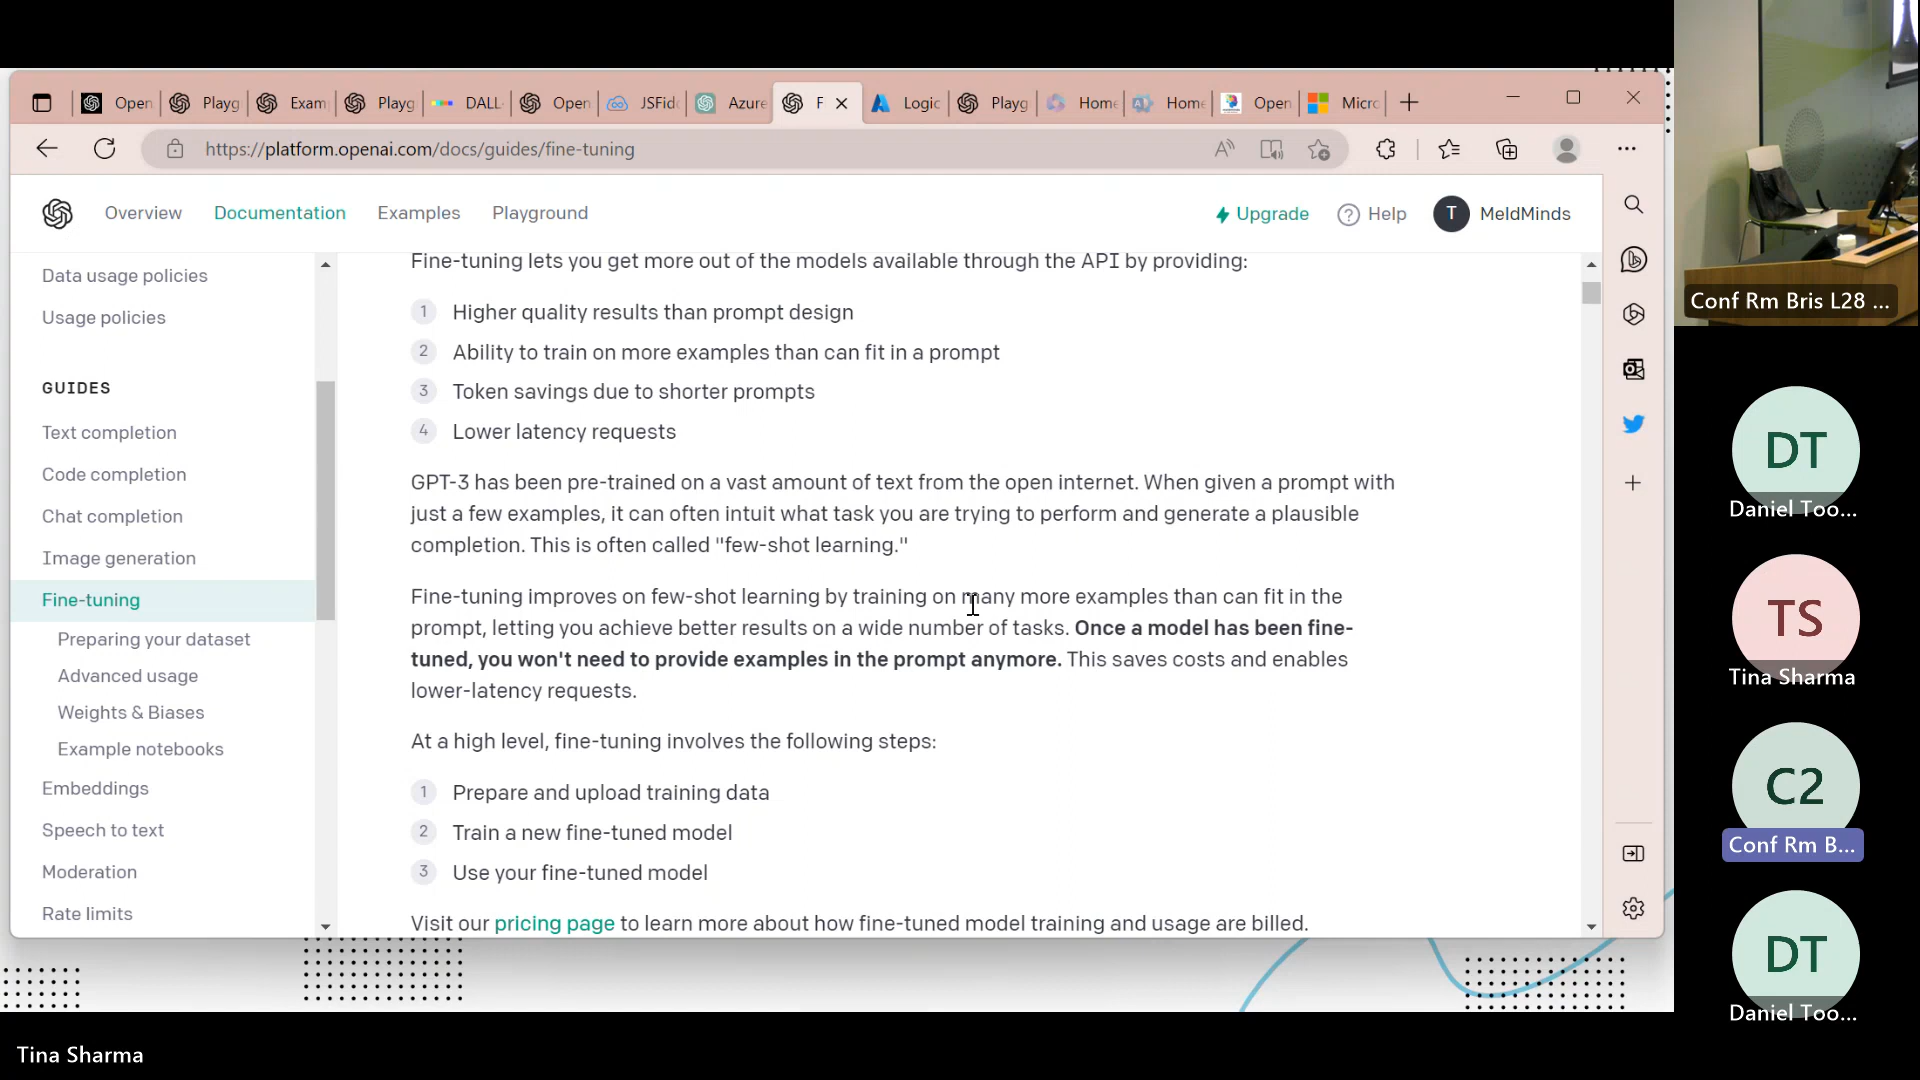 Open
Playg
Exam
Playg
DALL
Open
JSFid
Azure
F
Logic
Playg
Home
Home
Open
Micro
https://platform.openai.com/docs/guides/fine-tuning
Overview
Documentation
Examples
Playground
Upgrade
Help
T
MeldMinds
Data usage policies
Usage policies
GUIDES
Text completion
Code completion
Chat completion
Image generation
Fine-tuning
Preparing your dataset
Advanced usage
Weights & Biases
Example notebooks
Embeddings
Speech to text
Moderation
Rate limits
Fine-tuning lets you get more out of the models available through the API by providing:
1 Higher quality results than prompt design
2 Ability to train on more examples than can fit in a prompt
3 Token savings due to shorter prompts
4 Lower latency requests
GPT-3 has been pre-trained on a vast amount of text from the open internet. When given a prompt with
just a few examples, it can often intuit what task you are trying to perform and generate a plausible
completion. This is often called "few-shot learning."
Fine-tuning improves on few-shot learning by training on many more examples than can fit in the
prompt, letting you achieve better results on a wide number of tasks. Once a model has been fine-
tuned, you won't need to provide examples in the prompt anymore. This saves costs and enables
lower-latency requests.
At a high level, fine-tuning involves the following steps:
1 Prepare and upload training data
2 Train a new fine-tuned model
3 Use your fine-tuned model
Visit our pricing page to learn more about how fine-tuned model training and usage are billed.
Conf Rm Bris L28 ...
DT
Daniel Too...
TS
Tina Sharma
C2
Conf Rm B...
DT
Daniel Too...
Tina Sharma